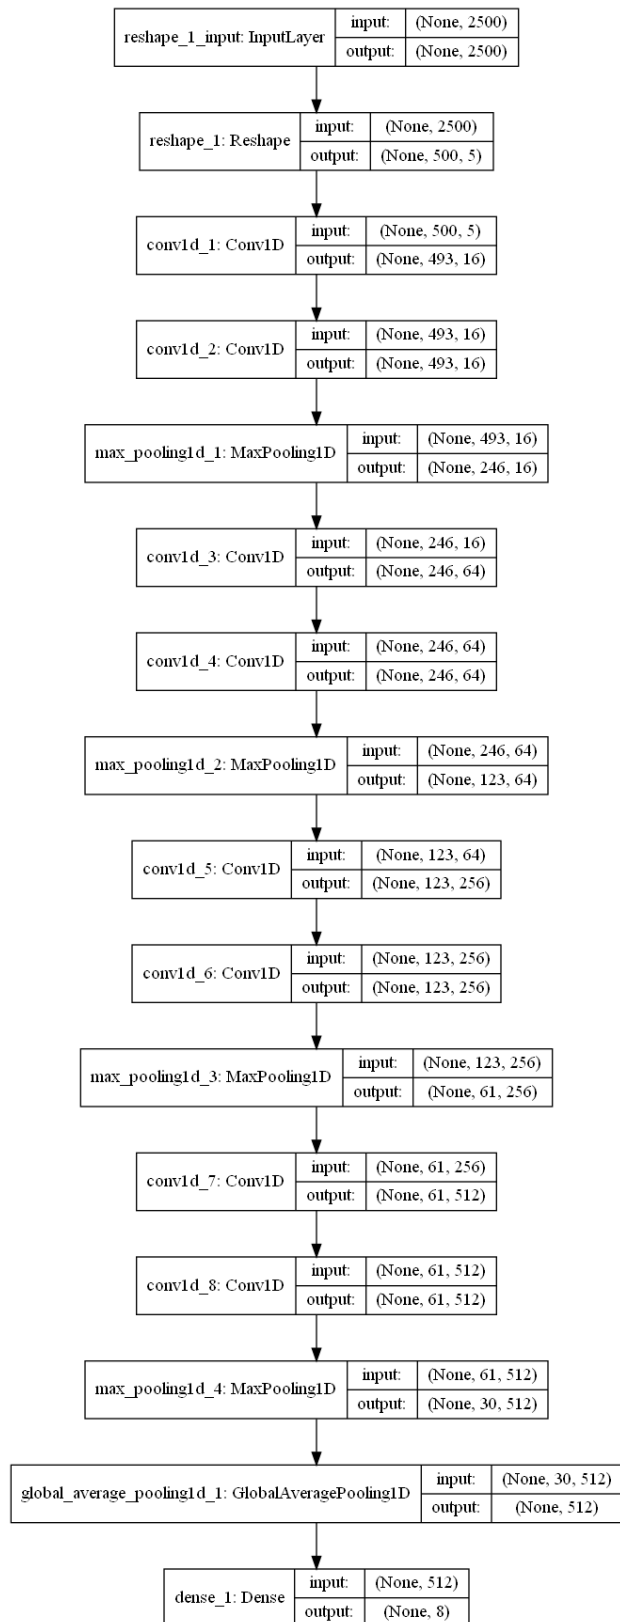 reshape_1_input: InputLayer
input: (None, 2500)
output: (None, 2500)
reshape_1: Reshape
input: (None, 2500)
output: (None, 500, 5)
conv1d_1: Conv1D
input: (None, 500, 5)
output: (None, 493, 16)
conv1d_2: Conv1D
input: (None, 493, 16)
output: (None, 493, 16)
max_pooling1d_1: MaxPooling1D
input: (None, 493, 16)
output: (None, 246, 16)
conv1d_3: Conv1D
input: (None, 246, 16)
output: (None, 246, 64)
conv1d_4: Conv1D
input: (None, 246, 64)
output: (None, 246, 64)
max_pooling1d_2: MaxPooling1D
input: (None, 246, 64)
output: (None, 123, 64)
conv1d_5: Conv1D
input: (None, 123, 64)
output: (None, 123, 256)
conv1d_6: Conv1D
input: (None, 123, 256)
output: (None, 123, 256)
max_pooling1d_3: MaxPooling1D
input: (None, 123, 256)
output: (None, 61, 256)
conv1d_7: Conv1D
input: (None, 61, 256)
output: (None, 61, 512)
conv1d_8: Conv1D
input: (None, 61, 512)
output: (None, 61, 512)
max_pooling1d_4: MaxPooling1D
input: (None, 61, 512)
output: (None, 30, 512)
global_average_pooling1d_1: GlobalAveragePooling1D
input: (None, 30, 512)
output: (None, 512)
dense_1: Dense
input: (None, 512)
output: (None, 8)